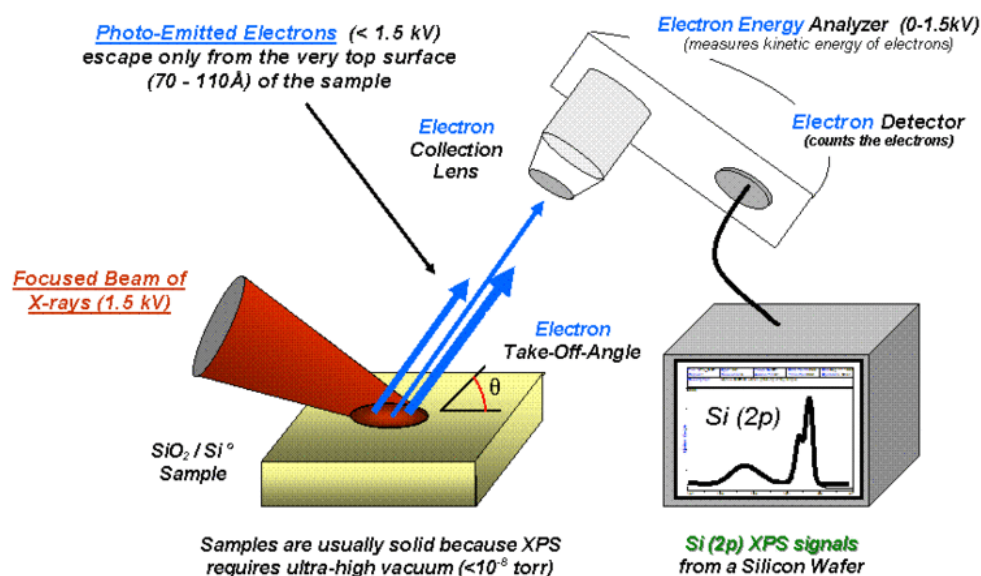 Photo-Emitted Electrons (< 1.5 kV)
escape only from the very top surface
(70 - 110Å) of the sample
Electron Energy Analyzer (0-1.5kV)
(measures kinetic energy of electrons)
Electron Detector
(counts the electrons)
Electron
Collection
Lens
Focused Beam of
X-rays (1.5 kV)
Electron
Take-Off-Angle
θ
SiO₂ / Si°
Sample
Si (2p)
Samples are usually solid because XPS
requires ultra-high vacuum (<10⁻⁸ torr)
Si (2p) XPS signals
from a Silicon Wafer